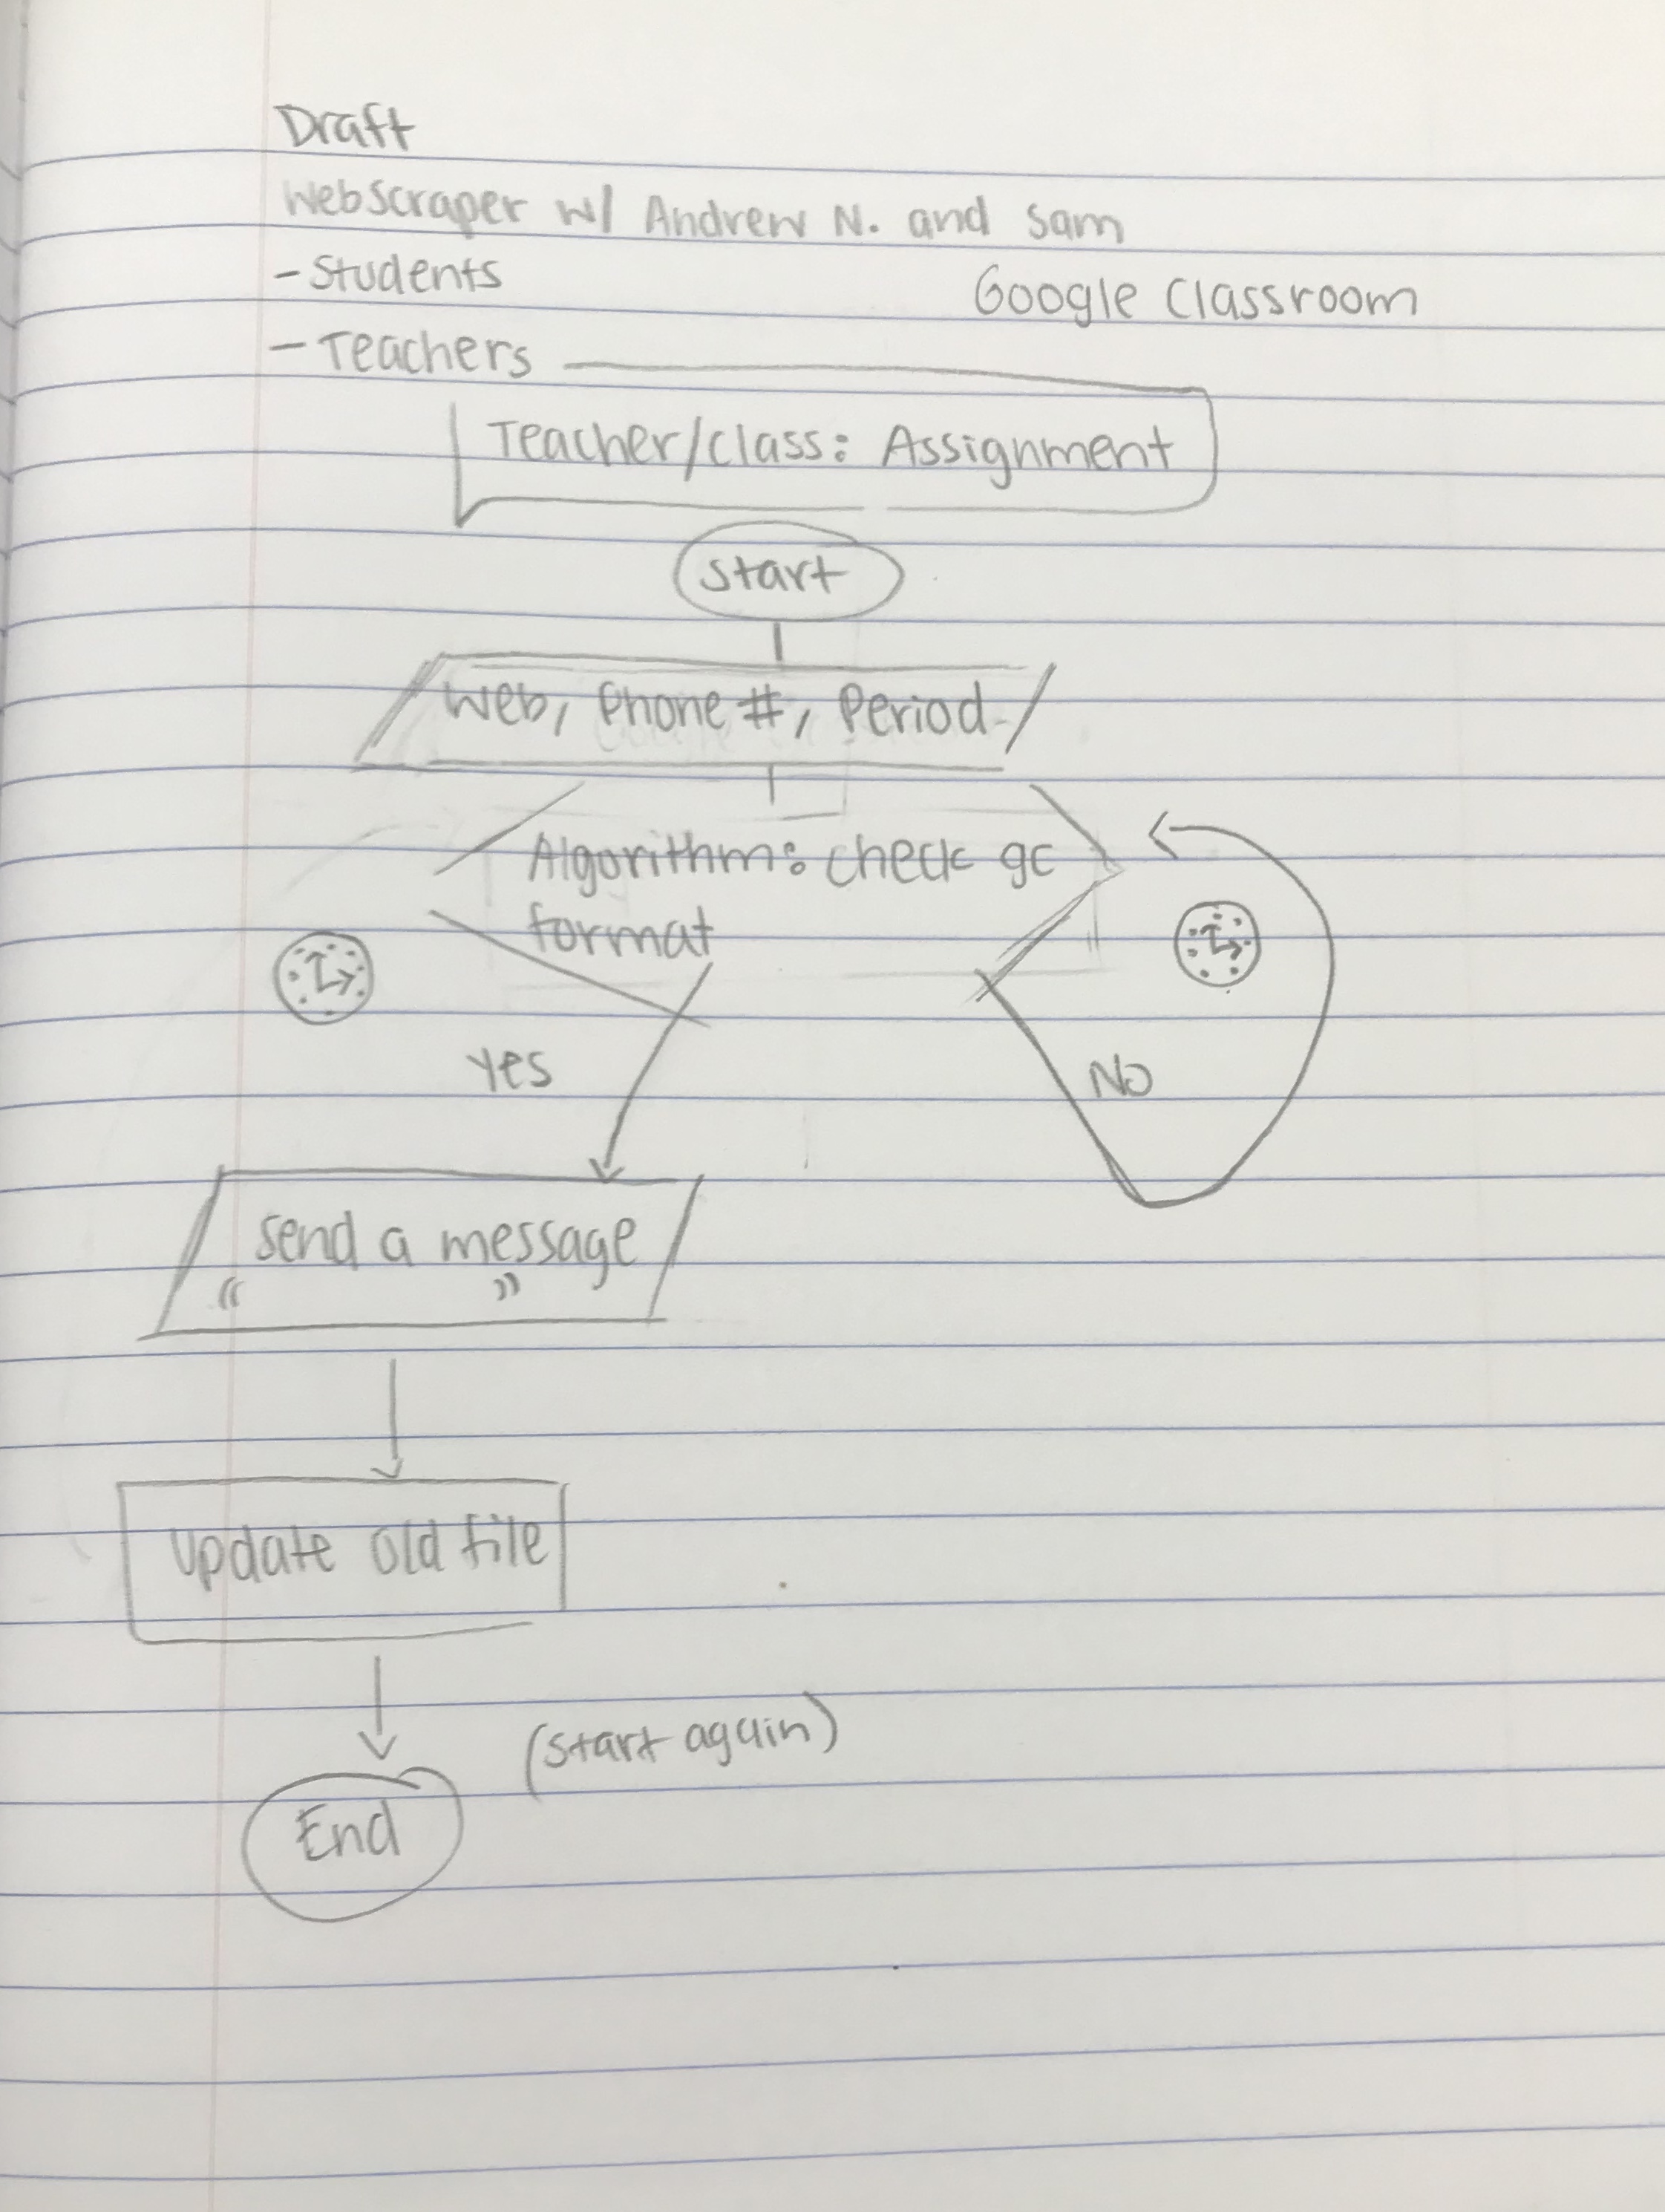 Draft
WebScraper w/ Andrew N. and Sam
- Students
Google Classroom
- Teachers
Teacher/class: Assignment
Start
Web, Phone #, Period
Algorithm: check gc
format
Yes
No
send a message
" "
update old file
(start again)
End